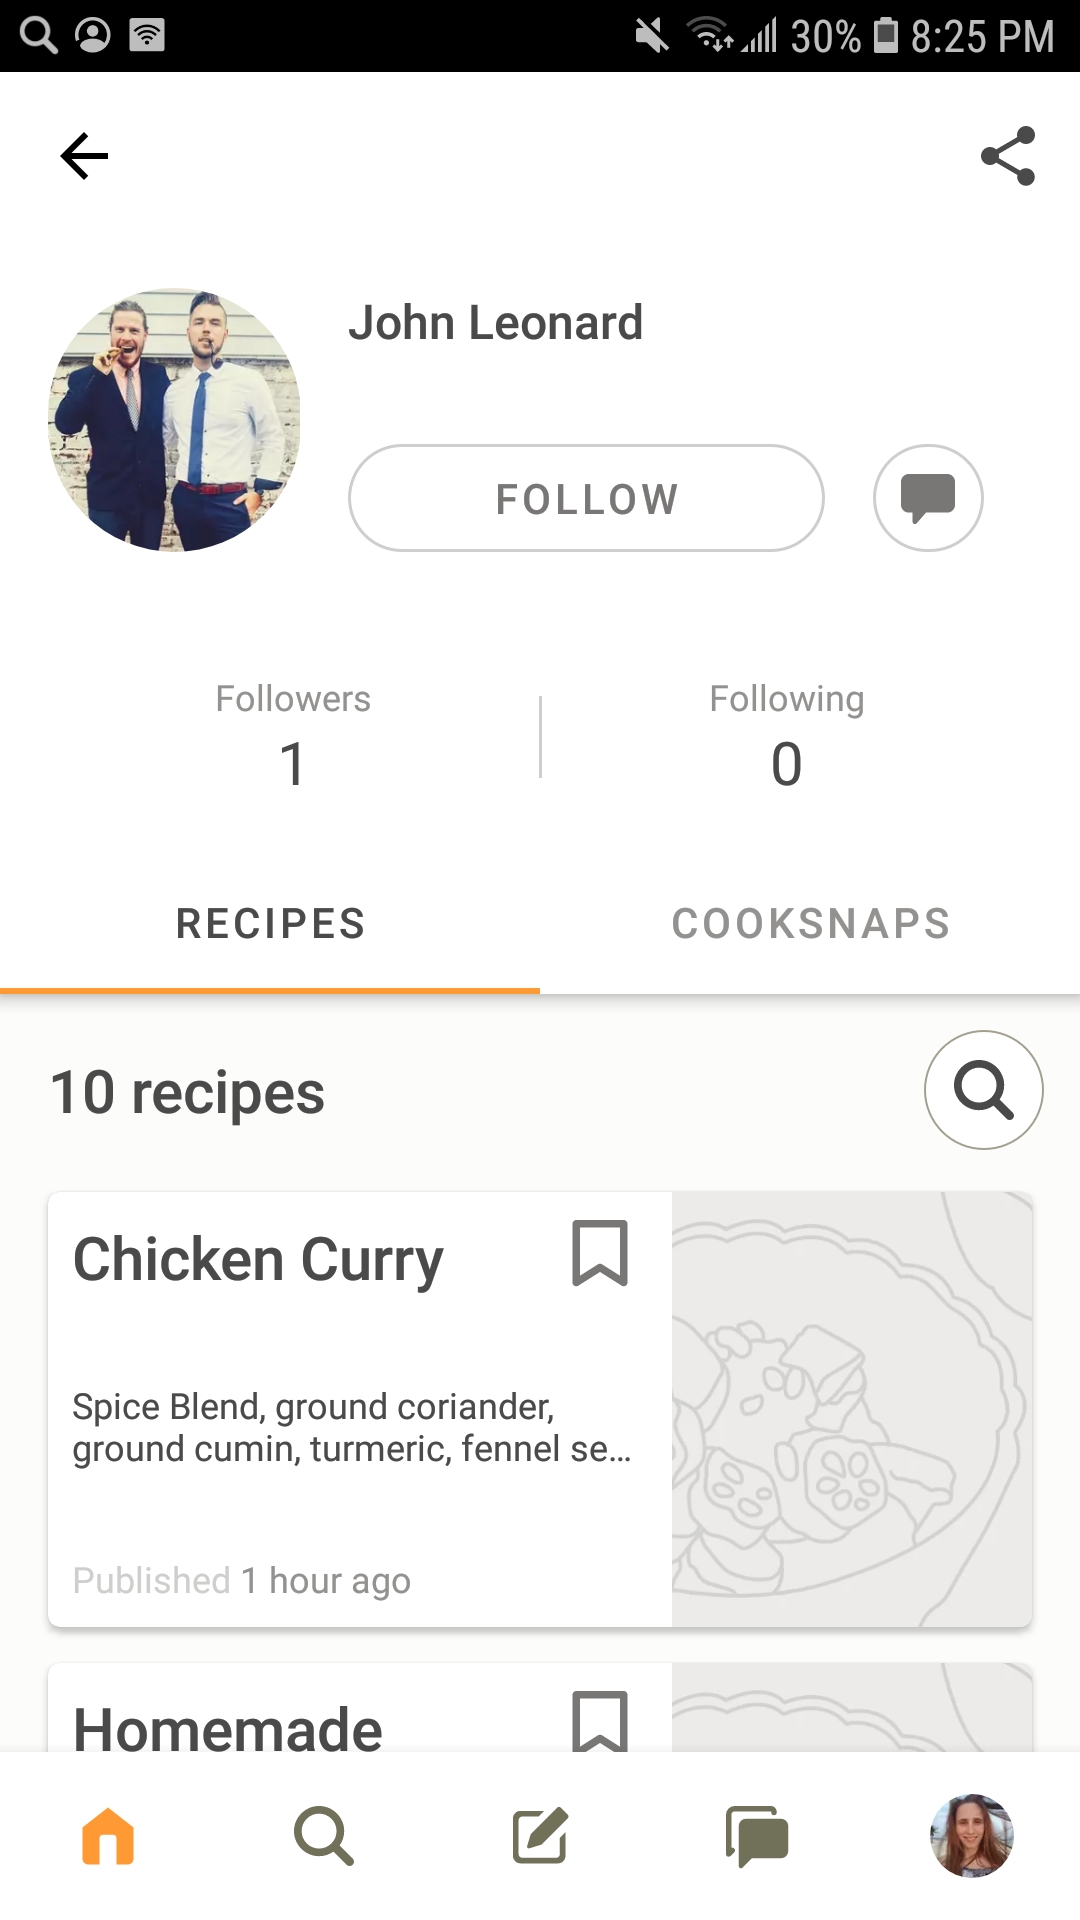 30% 8:25 PM
John Leonard
FOLLOW
Followers
1
Following
0
RECIPES
COOKSNAPS
10 recipes
Chicken Curry
Spice Blend, ground coriander,
ground cumin, turmeric, fennel se...
Published 1 hour ago
Homemade